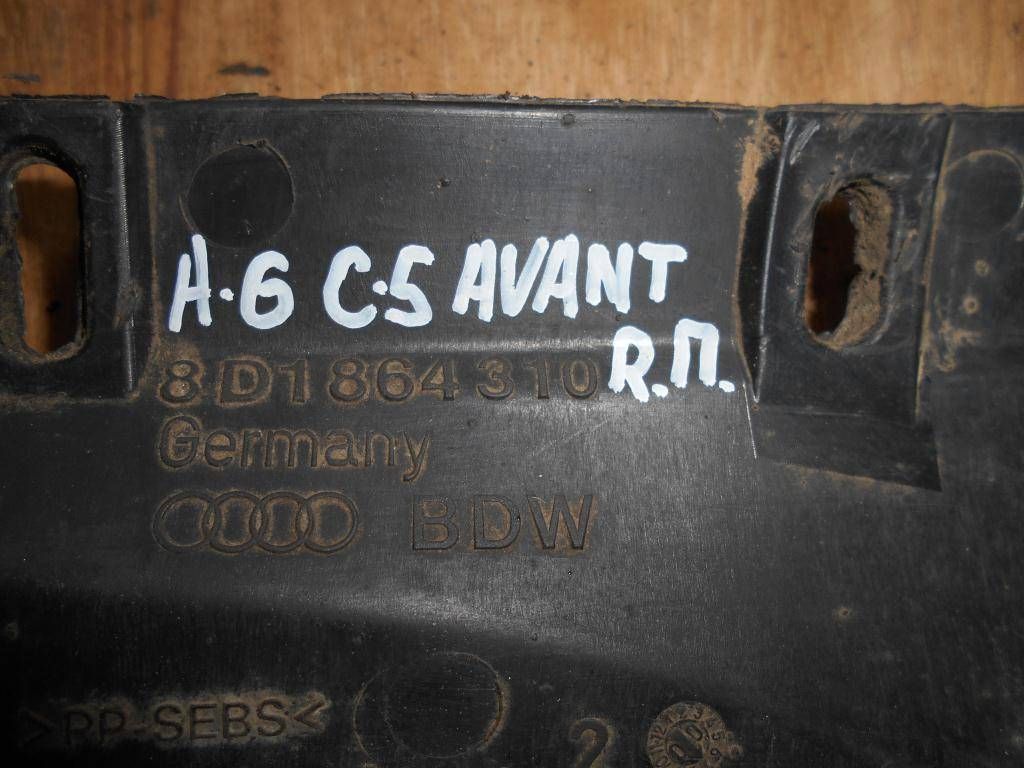 A.6 C.5 AVANT
R.П.
8D1 864 310
Germany
BDW
>PP-SEBS<
2